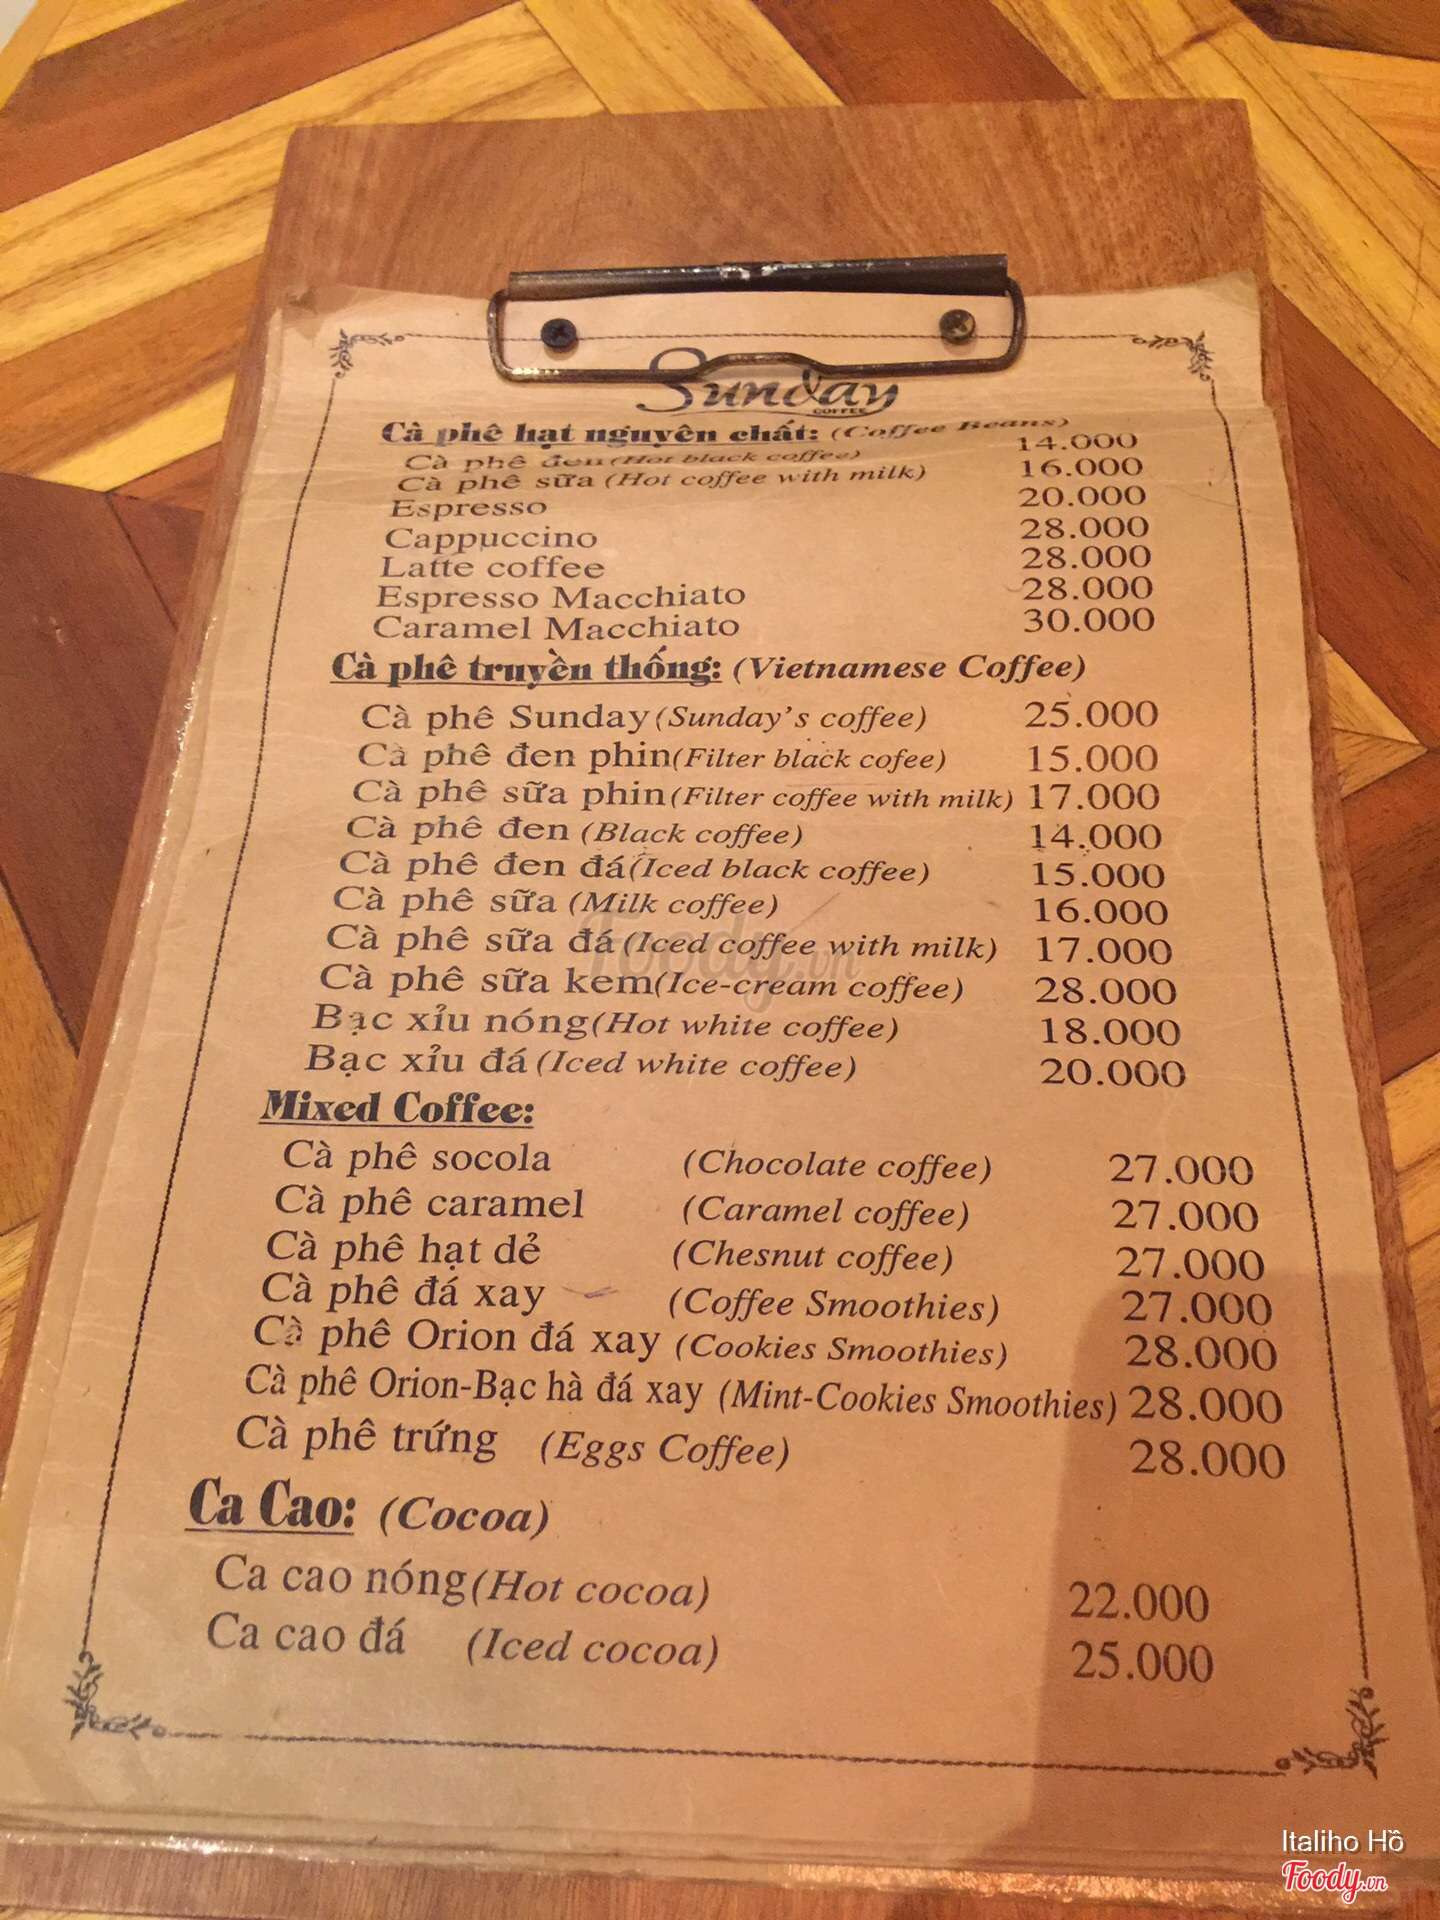 Sunday
COFFEE
Cà phê hạt nguyên chất: (Coffee Beans)
Cà phê đen (Hot black coffee) 14.000
Cà phê sữa (Hot coffee with milk) 16.000
Espresso 20.000
Cappuccino 28.000
Latte coffee 28.000
Espresso Macchiato 28.000
Caramel Macchiato 30.000
Cà phê truyền thống: (Vietnamese Coffee)
Cà phê Sunday (Sunday's coffee) 25.000
Cà phê đen phin(Filter black cofee) 15.000
Cà phê sữa phin(Filter coffee with milk) 17.000
Cà phê đen (Black coffee) 14.000
Cà phê đen đá(Iced black coffee) 15.000
Cà phê sữa (Milk coffee) 16.000
Cà phê sữa đá (Iced coffee with milk) 17.000
Cà phê sữa kem(Ice-cream coffee) 28.000
Bạc xỉu nóng(Hot white coffee) 18.000
Bạc xỉu đá (Iced white coffee) 20.000
Mixed Coffee:
Cà phê socola (Chocolate coffee) 27.000
Cà phê caramel (Caramel coffee) 27.000
Cà phê hạt dẻ (Chesnut coffee) 27.000
Cà phê đá xay (Coffee Smoothies) 27.000
Cà phê Orion đá xay (Cookies Smoothies) 28.000
Cà phê Orion-Bạc hà đá xay (Mint-Cookies Smoothies) 28.000
Cà phê trứng (Eggs Coffee) 28.000
Ca Cao: (Cocoa)
Ca cao nóng(Hot cocoa) 22.000
Ca cao đá (Iced cocoa) 25.000
Foody.vn
Italiho Hồ
Foody.vn